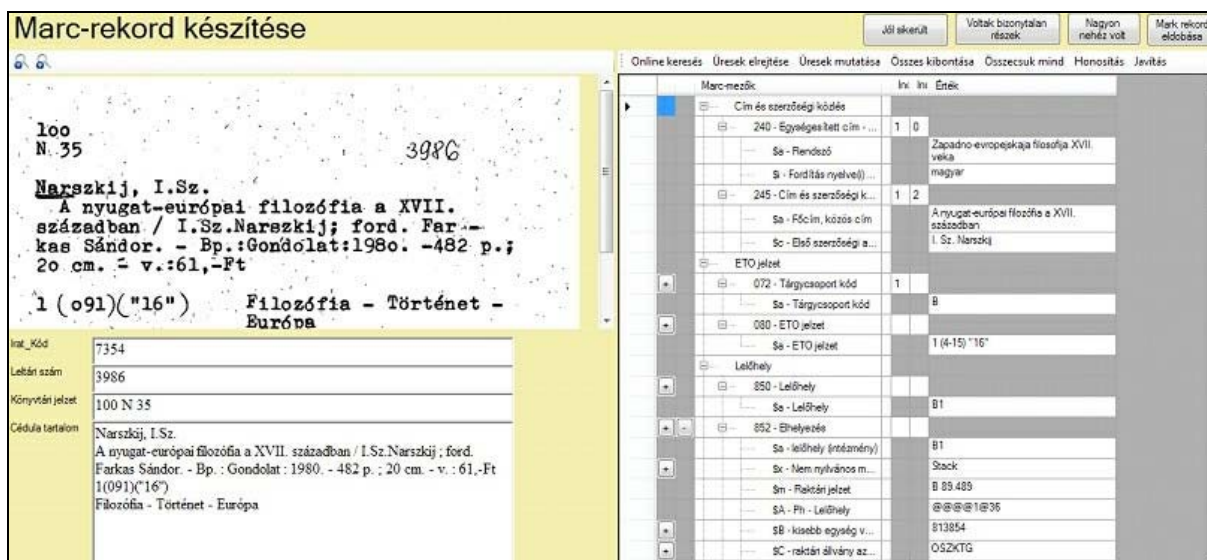 Marc-rekord készítése
Jól sikerült
Voltak bizonytalan részek
Nagyon nehéz volt
Mark rekord eldobása
Online keresés Üresek elrejtése Üresek mutatása Összes kibontása Összecsuk mind Honosítás Javítás
loo
N.35 3986
Narszkij, I.Sz.
A nyugat-európai filozófia a XVII.
században / I.Sz.Narszkij; ford. Far -
kas Sándor. - Bp.:Gondolat:198o. -482 p.;
2o cm. - v.:61,-Ft
1 (o91)("16") Filozófia - Történet -
Európa
Irat_Kód 7354
Leltári szám 3986
Könyvtári jelzet 100 N 35
Cédula tartalom Narszkij, I.Sz.
A nyugat-európai filozófia a XVII. században / I.Sz.Narszkij ; ford.
Farkas Sándor. - Bp. : Gondolat : 1980. - 482 p. ; 20 cm. - v. : 61,-Ft
1(091)("16")
Filozófia - Történet - Európa
Marc-mezők Inc Inc Érték
Cím és szerzőségi közlés
240 - Egységesített cím - ... 1 0
$a - Rendszó Zapadno-evropejskaja filosofija XVII. veka
$i - Fordítás nyelve(i) ... magyar
245 - Cím és szerzőségi k... 1 2
$a - Főcím, közös cím A nyugat-európai filozófia a XVII. században
$c - Első szerzőségi a... I. Sz. Narszkij
ETO jelzet
072 - Tárgycsoport kód 1
$a - Tárgycsoport kód B
080 - ETO jelzet
$a - ETO jelzet 1 (4-15) "16"
Lelőhely
850 - Lelőhely
$a - Lelőhely B1
852 - Elhelyezés
$a - lelőhely (intézmény) B1
$x - Nem nyilvános m... Stack
$m - Raktári jelzet B 89.489
$A - Ph - Lelőhely @@@@1@36
$B - kisebb egység v... 813854
$C - raktári állvány az... OSZKTG